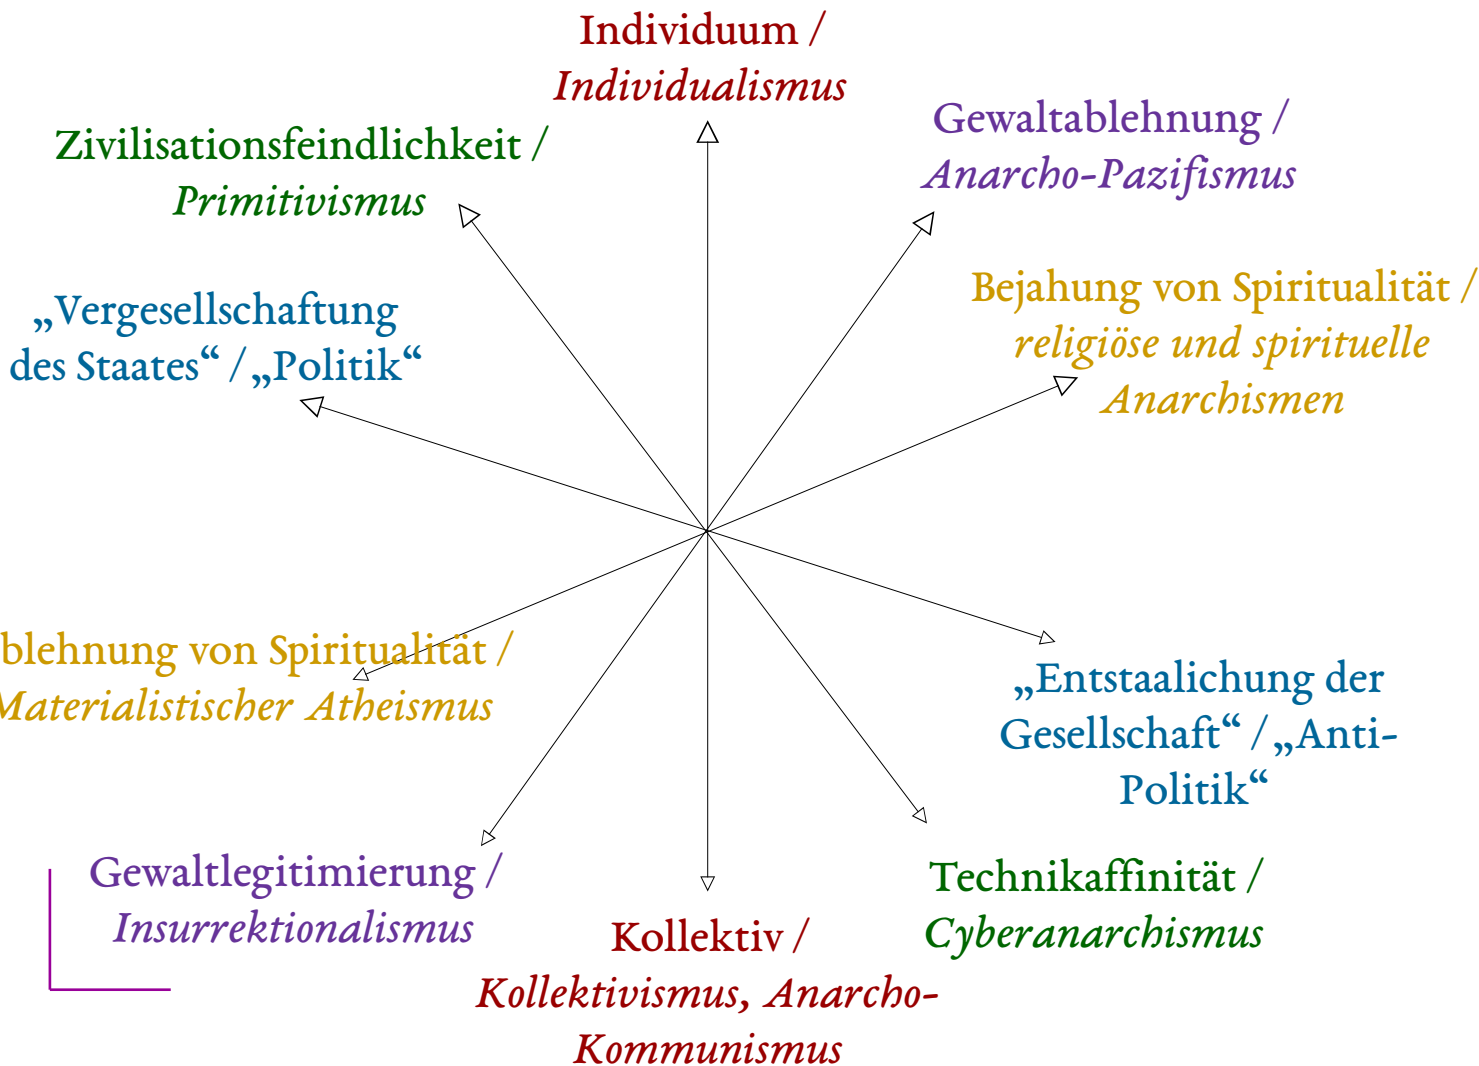 Individuum /
Individualismus
Gewaltablehnung /
Anarcho-Pazifismus
Zivilisationsfeindlichkeit /
Primitivismus
Bejahung von Spiritualität /
religiöse und spirituelle
Anarchismen
„Vergesellschaftung
des Staates“ / „Politik“
blehnung von Spiritualität /
Materialistischer Atheismus
„Entstaalichung der
Gesellschaft“ / „Anti-
Politik“
Gewaltlegitimierung /
Insurrektionalismus
Technikaffinität /
Cyberanarchismus
Kollektiv /
Kollektivismus, Anarcho-
Kommunismus